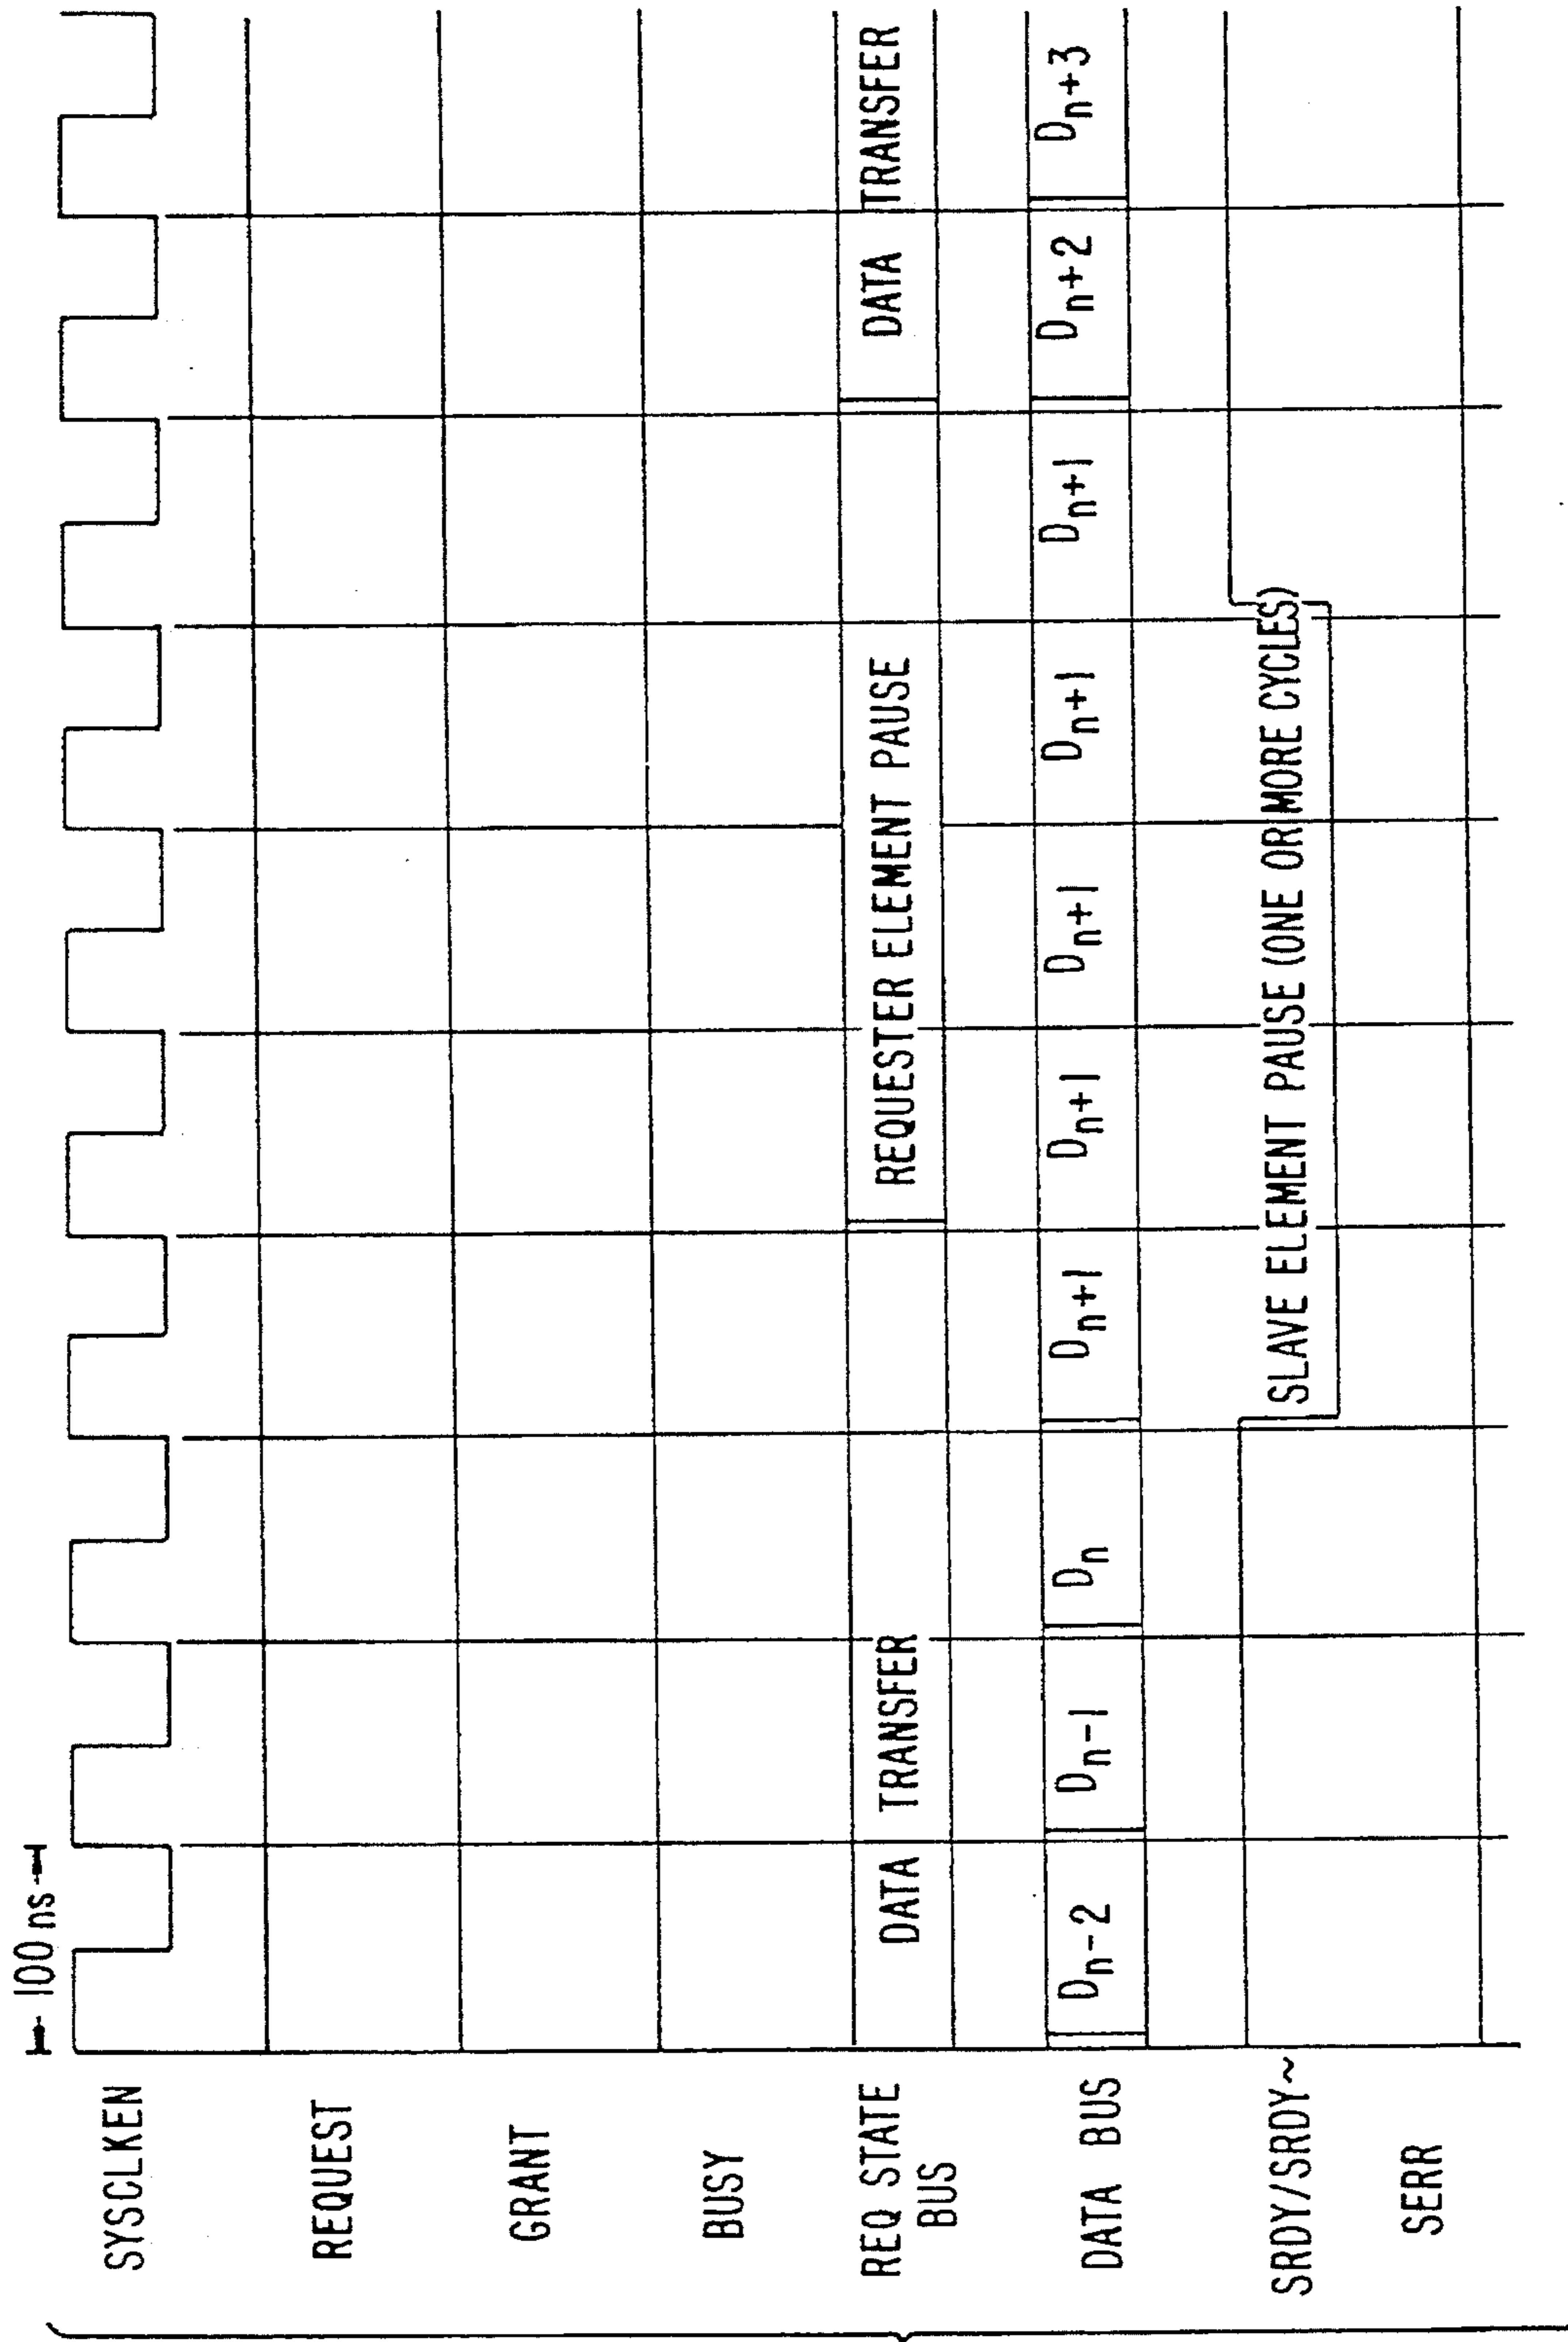 100 ns
SYSCLKEN
REQUEST
GRANT
BUSY
REQ STATE
BUS
DATA TRANSFER
REQUESTER ELEMENT PAUSE
DATA TRANSFER
DATA BUS
Dn-2
Dn-1
Dn
Dn+1
Dn+1
Dn+1
Dn+1
Dn+1
Dn+2
Dn+3
SRDY/SRDY~
SLAVE ELEMENT PAUSE (ONE OR MORE CYCLES)
SERR